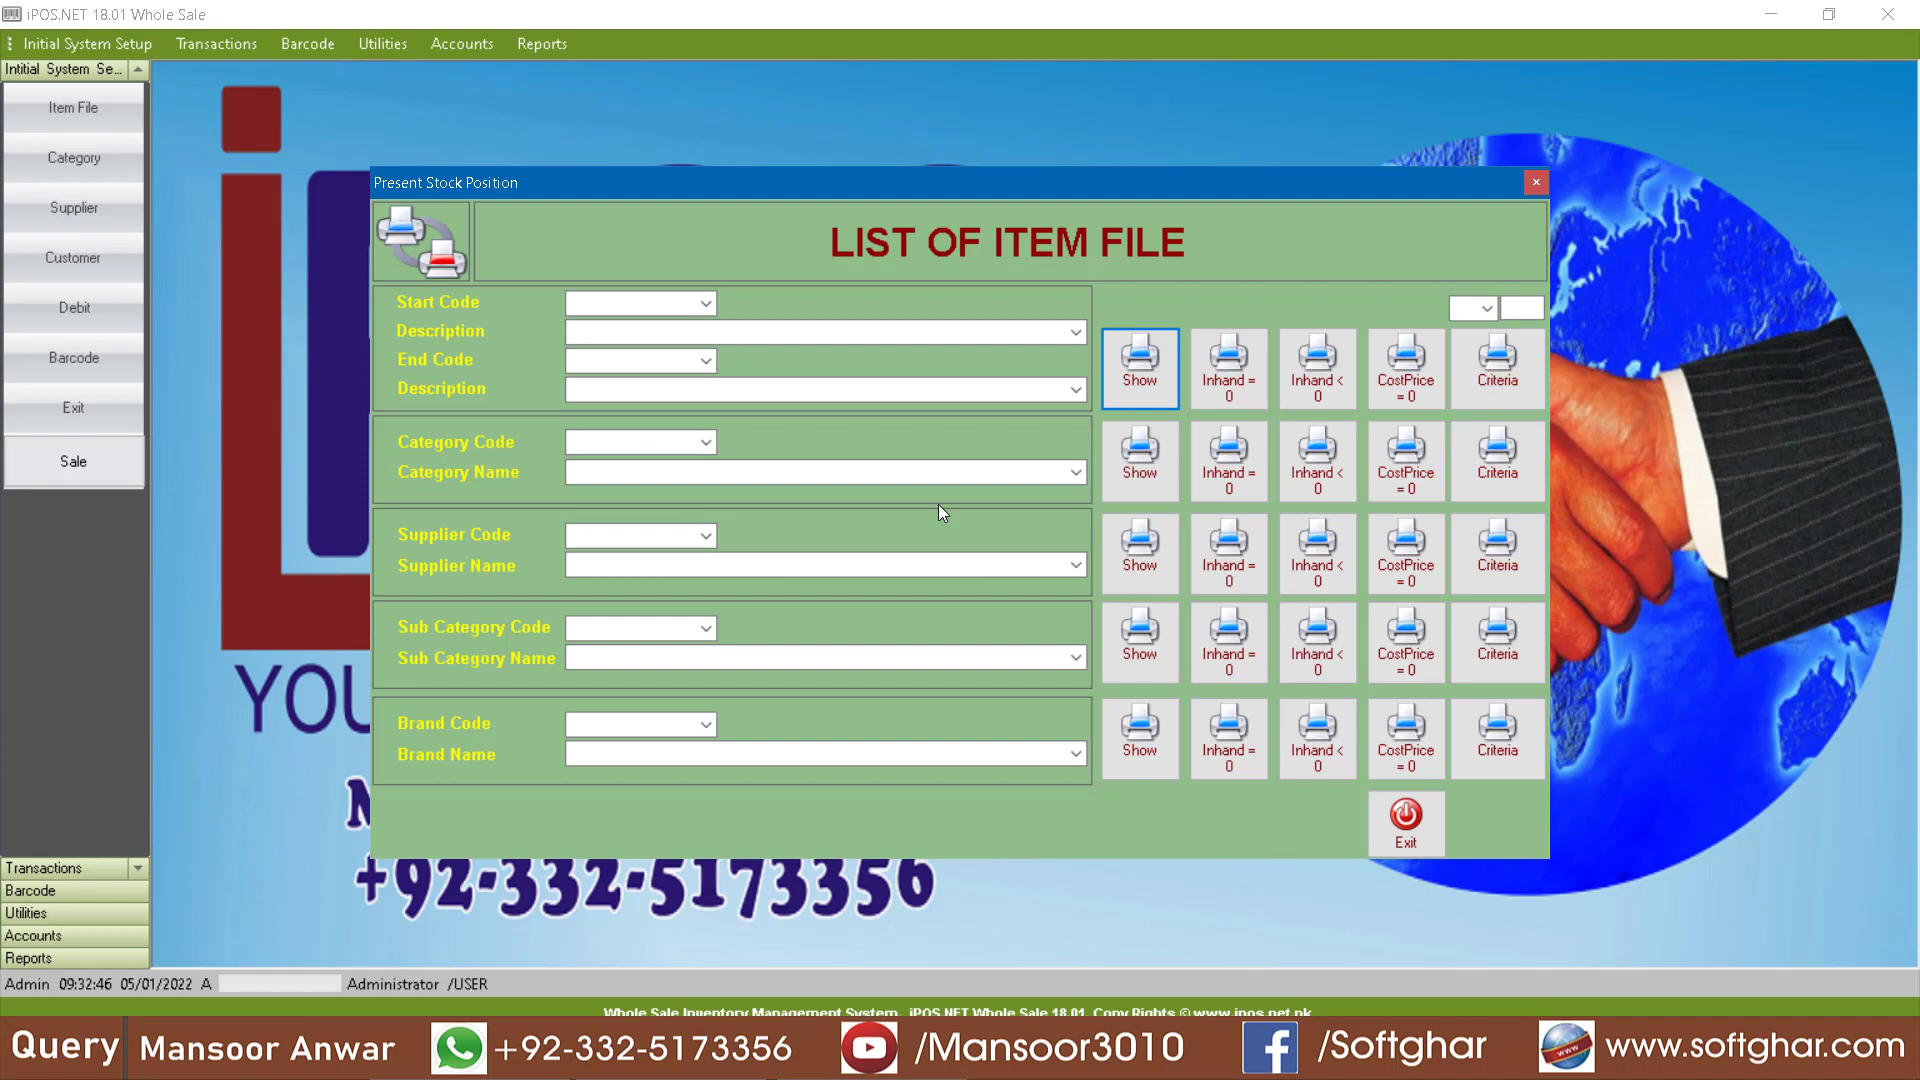 iPOS.NET 18.01 Whole Sale
Initial System Setup Transactions Barcode Utilities Accounts Reports
Intitial System Se...
Item File
Category
Supplier
Customer
Debit
Barcode
Exit
Sale
Transactions
Barcode
Utilities
Accounts
Reports
YOU
+92-332-5173356
Present Stock Position
LIST OF ITEM FILE
Start Code
Description
End Code
Description
Show Inhand = 0 Inhand < 0 CostPrice = 0 Criteria
Category Code
Category Name
Show Inhand = 0 Inhand < 0 CostPrice = 0 Criteria
Supplier Code
Supplier Name
Show Inhand = 0 Inhand < 0 CostPrice = 0 Criteria
Sub Category Code
Sub Category Name
Show Inhand = 0 Inhand < 0 CostPrice = 0 Criteria
Brand Code
Brand Name
Show Inhand = 0 Inhand < 0 CostPrice = 0 Criteria
Exit
Admin 09:32:46 05/01/2022 A Administrator /USER
Whole Sale Inventory Management System. iPOS.NET Whole Sale 18.01. Copy Rights © www.ipos.net.pk
Query Mansoor Anwar +92-332-5173356 /Mansoor3010 /Softghar www.softghar.com